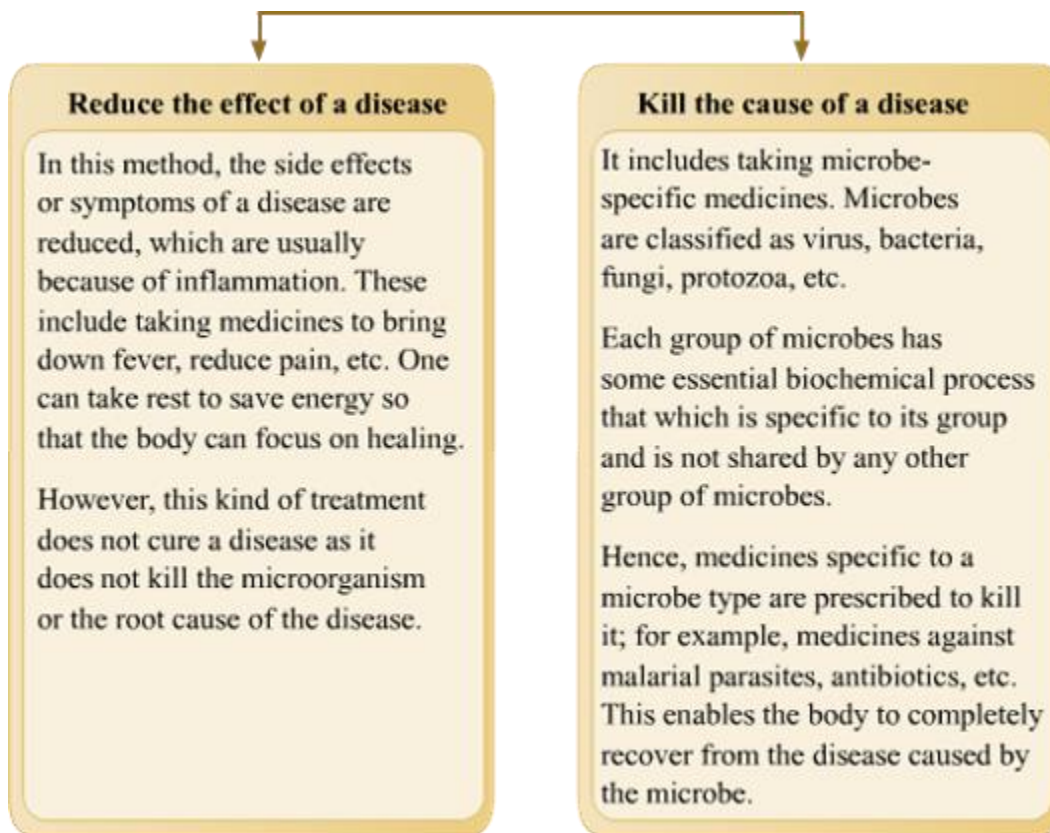 Reduce the effect of a disease
In this method, the side effects
or symptoms of a disease are
reduced, which are usually
because of inflammation. These
include taking medicines to bring
down fever, reduce pain, etc. One
can take rest to save energy so
that the body can focus on healing.
However, this kind of treatment
does not cure a disease as it
does not kill the microorganism
or the root cause of the disease.
Kill the cause of a disease
It includes taking microbe-
specific medicines. Microbes
are classified as virus, bacteria,
fungi, protozoa, etc.
Each group of microbes has
some essential biochemical process
that which is specific to its group
and is not shared by any other
group of microbes.
Hence, medicines specific to a
microbe type are prescribed to kill
it; for example, medicines against
malarial parasites, antibiotics, etc.
This enables the body to completely
recover from the disease caused by
the microbe.